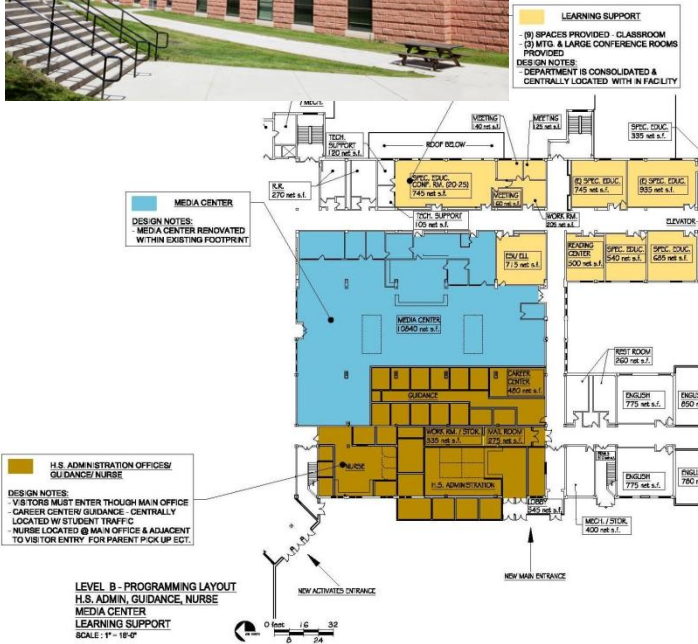 LEARNING SUPPORT
- (9) SPACES PROVIDED - CLASSROOM
- (3) MTG. & LARGE CONFERENCE ROOMS
PROVIDED
DESIGN NOTES:
- DEPARTMENT IS CONSOLIDATED &
CENTRALLY LOCATED WITH IN FACILITY
/ MECH.
TECH.
SUPPORT
120 net s.f.
ROOF BELOW
MEETING
140 net s.f.
MEETING
125 net s.f.
SPEC. EDUC.
335 net s.f.
R.R.
270 net s.f.
SPEC. EDUC.
CONF. RM. (20-25)
745 net s.f.
MEETING
(E) SPEC. EDUC.
745 net s.f.
(E) SPEC. EDUC.
935 net s.f.
TECH. SUPPORT
105 net s.f.
WORK RM.
205 net s.f.
ELEVATOR
MEDIA CENTER
DESIGN NOTES:
- MEDIA CENTER RENOVATED
WITHIN EXISTING FOOTPRINT
ESL/ ELL
715 net s.f.
READING
CENTER
500 net s.f.
SPEC. EDUC.
540 net s.f.
SPEC. EDUC.
685 net s.f.
MEDIA CENTER
10840 net s.f.
REST ROOM
260 net s.f.
CAREER
CENTER
480 net s.f.
GUIDANCE
ENGLISH
775 net s.f.
ENGLI
850 n
WORK RM. / STOR.
335 net s.f.
MAIL ROOM
275 net s.f.
NURSE
H.S. ADMINISTRATION
ENGLISH
775 net s.f.
ENGLI
780 n
LOBBY
545 net s.f.
MECH. / STOR.
400 net s.f.
H.S. ADMINISTRATION OFFICES/
GUIDANCE/ NURSE
DESIGN NOTES:
- VISITORS MUST ENTER THOUGH MAIN OFFICE
- CAREER CENTER/ GUIDANCE - CENTRALLY
LOCATED W/ STUDENT TRAFFIC
- NURSE LOCATED @ MAIN OFFICE & ADJACENT
TO VISITOR ENTRY FOR PARENT PICK UP ECT.
NEW ACTIVATES ENTRANCE
NEW MAIN ENTRANCE
LEVEL B - PROGRAMMING LAYOUT
H.S. ADMIN, GUIDANCE, NURSE
MEDIA CENTER
LEARNING SUPPORT
SCALE : 1" = 16'-0"
0 feet 16 32
8 24